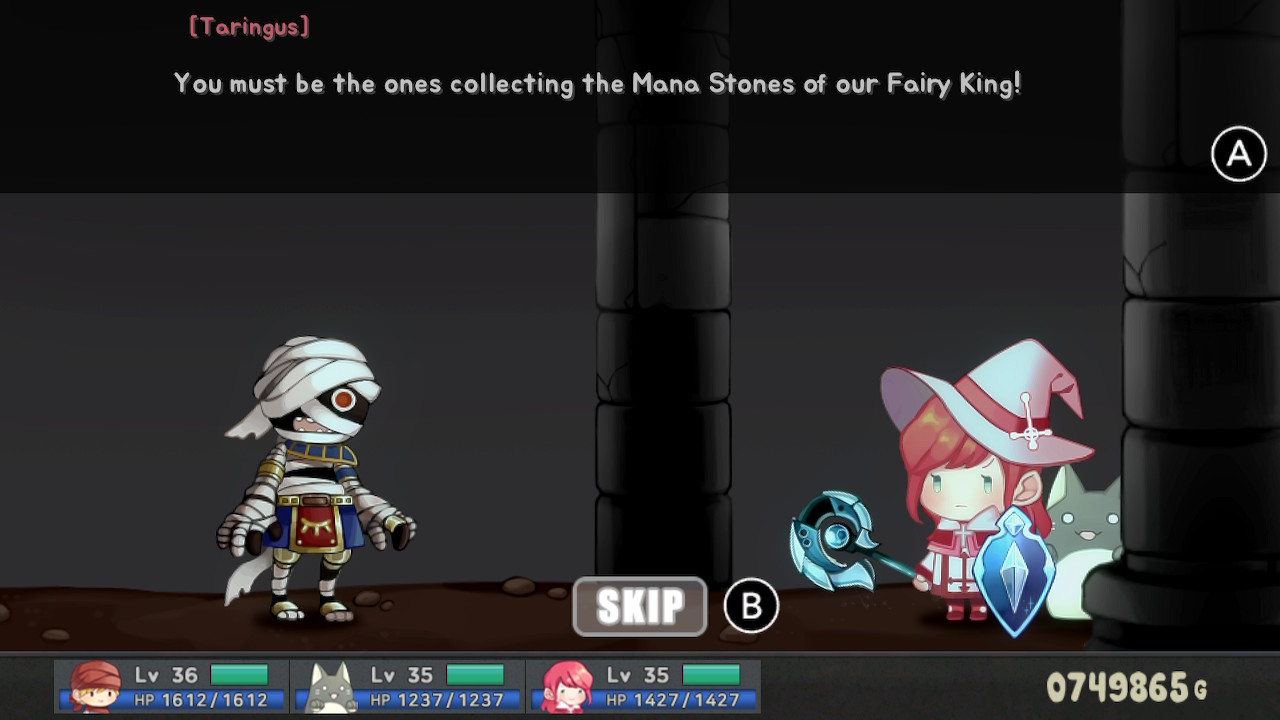 [Taringus]
You must be the ones collecting the Mana Stones of our Fairy King!
A
SKIP B
Lv 36
HP 1612/1612
Lv 35
HP 1237/1237
Lv 35
HP 1427/1427
0749865 G